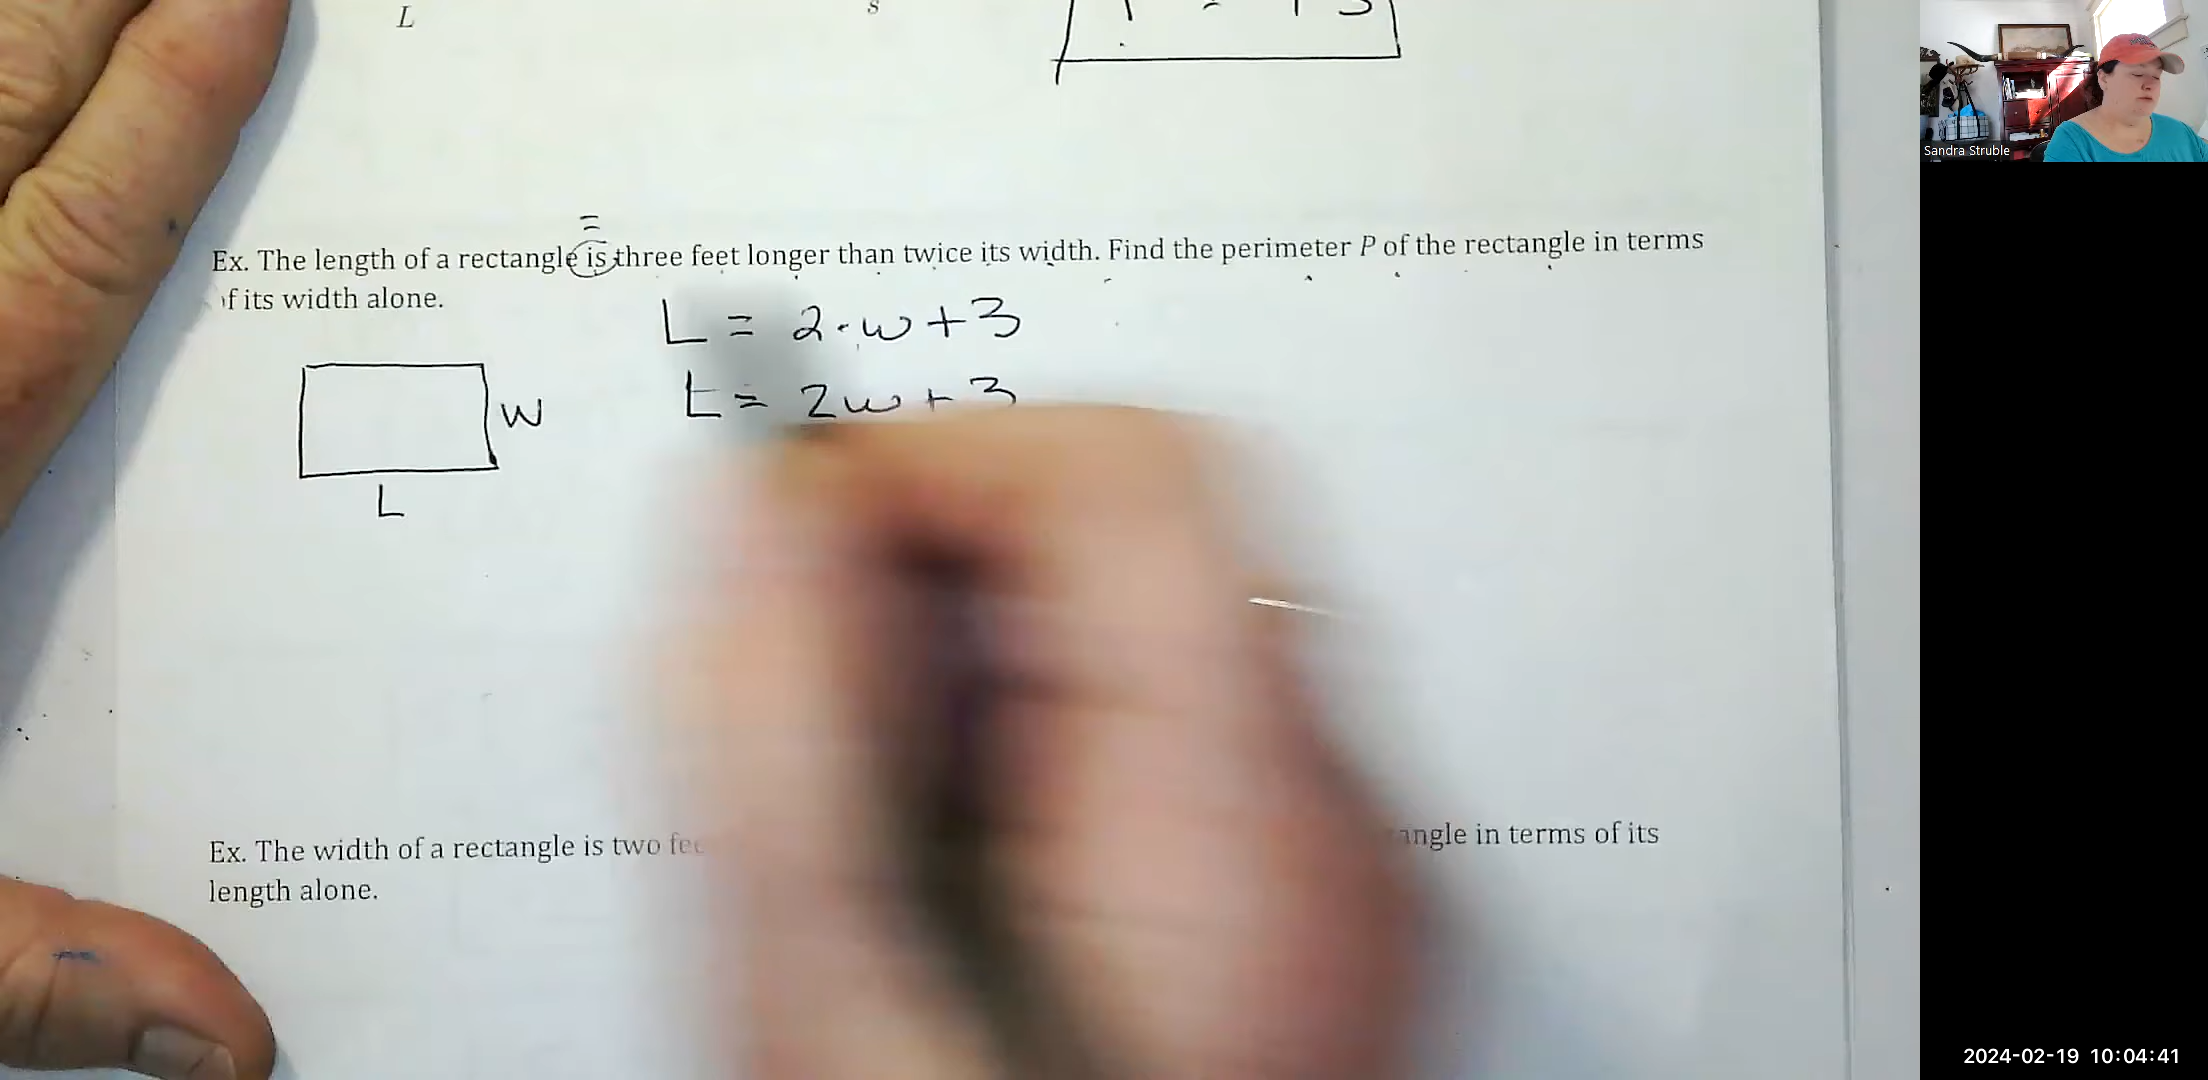 L
s
=
Ex. The length of a rectangle is three feet longer than twice its width. Find the perimeter P of the rectangle in terms
f its width alone.
L = 2·w+3
L = 2w+3
W
L
Ex. The width of a rectangle is two angle in terms of its
length alone.
Sandra Struble
2024-02-19 10:04:41